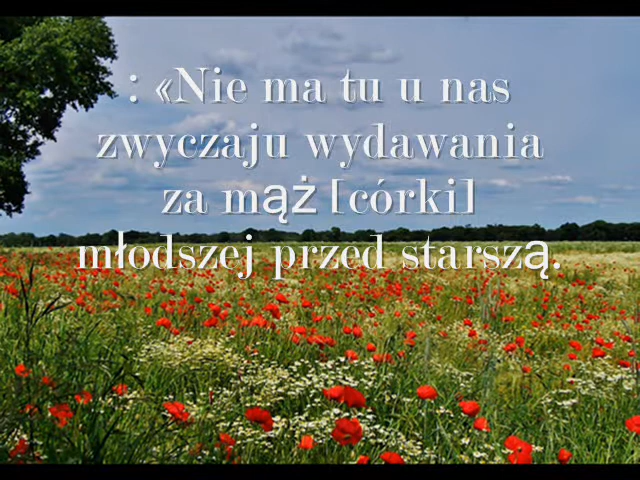 : «Nie ma tu u nas
zwyczaju wydawania
za mąż [córki]
młodszej przed starszą.